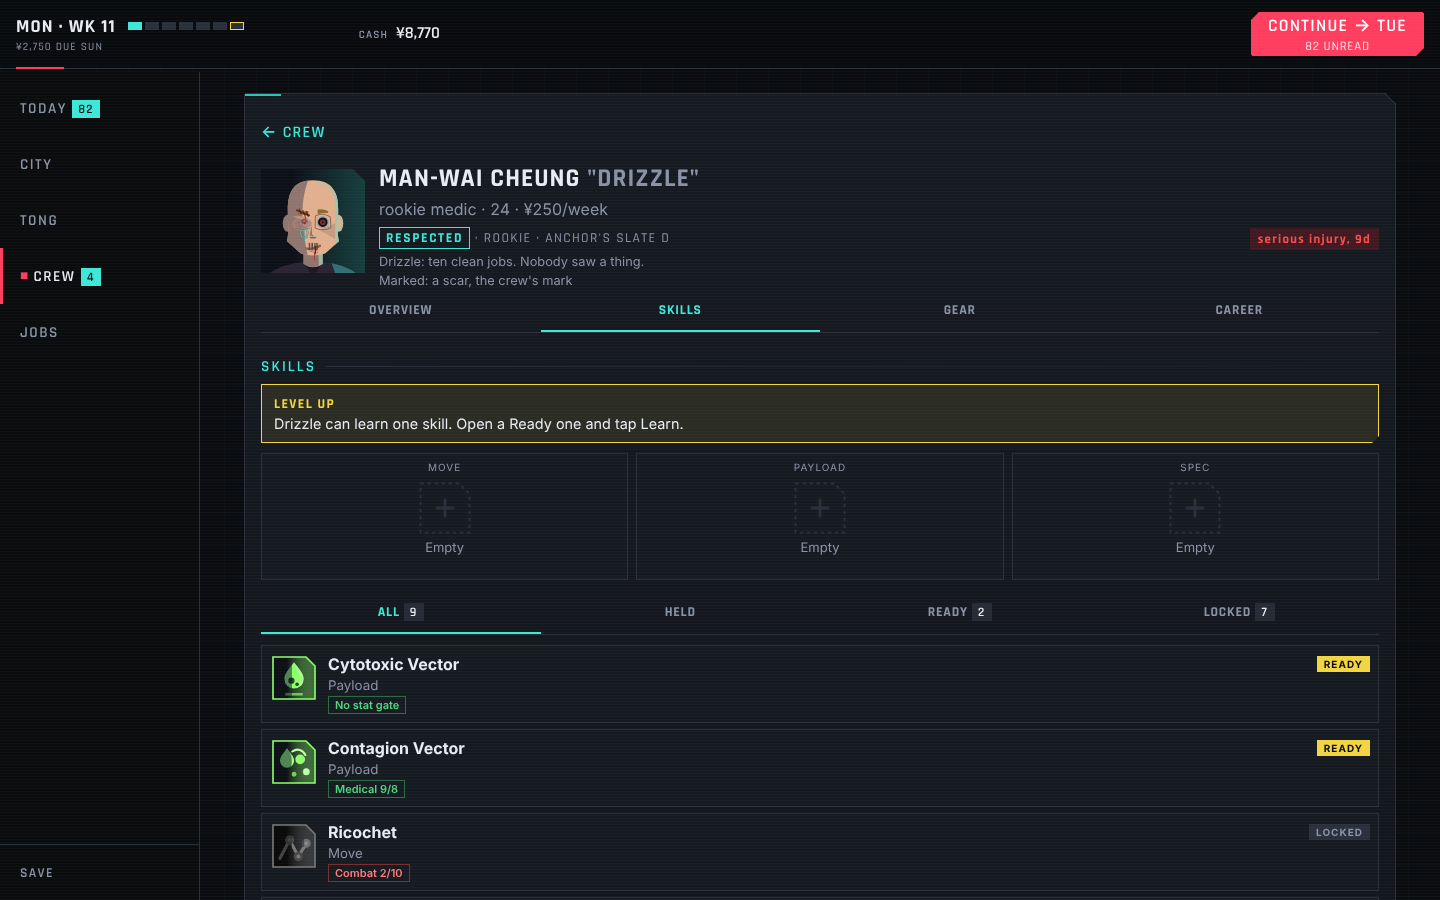 MON · WK 11
¥2,750 DUE SUN
CASH ¥8,770
CONTINUE → TUE
82 UNREAD
TODAY 82
CITY
TONG
CREW 4
JOBS
SAVE
← CREW
MAN-WAI CHEUNG "DRIZZLE"
rookie medic · 24 · ¥250/week
RESPECTED · ROOKIE · ANCHOR'S SLATE D
serious injury, 9d
Drizzle: ten clean jobs. Nobody saw a thing.
Marked: a scar, the crew's mark
OVERVIEW SKILLS GEAR CAREER
SKILLS
LEVEL UP
Drizzle can learn one skill. Open a Ready one and tap Learn.
MOVE PAYLOAD SPEC
Empty Empty Empty
ALL 9 HELD READY 2 LOCKED 7
Cytotoxic Vector READY
Payload
No stat gate
Contagion Vector READY
Payload
Medical 9/8
Ricochet LOCKED
Move
Combat 2/10